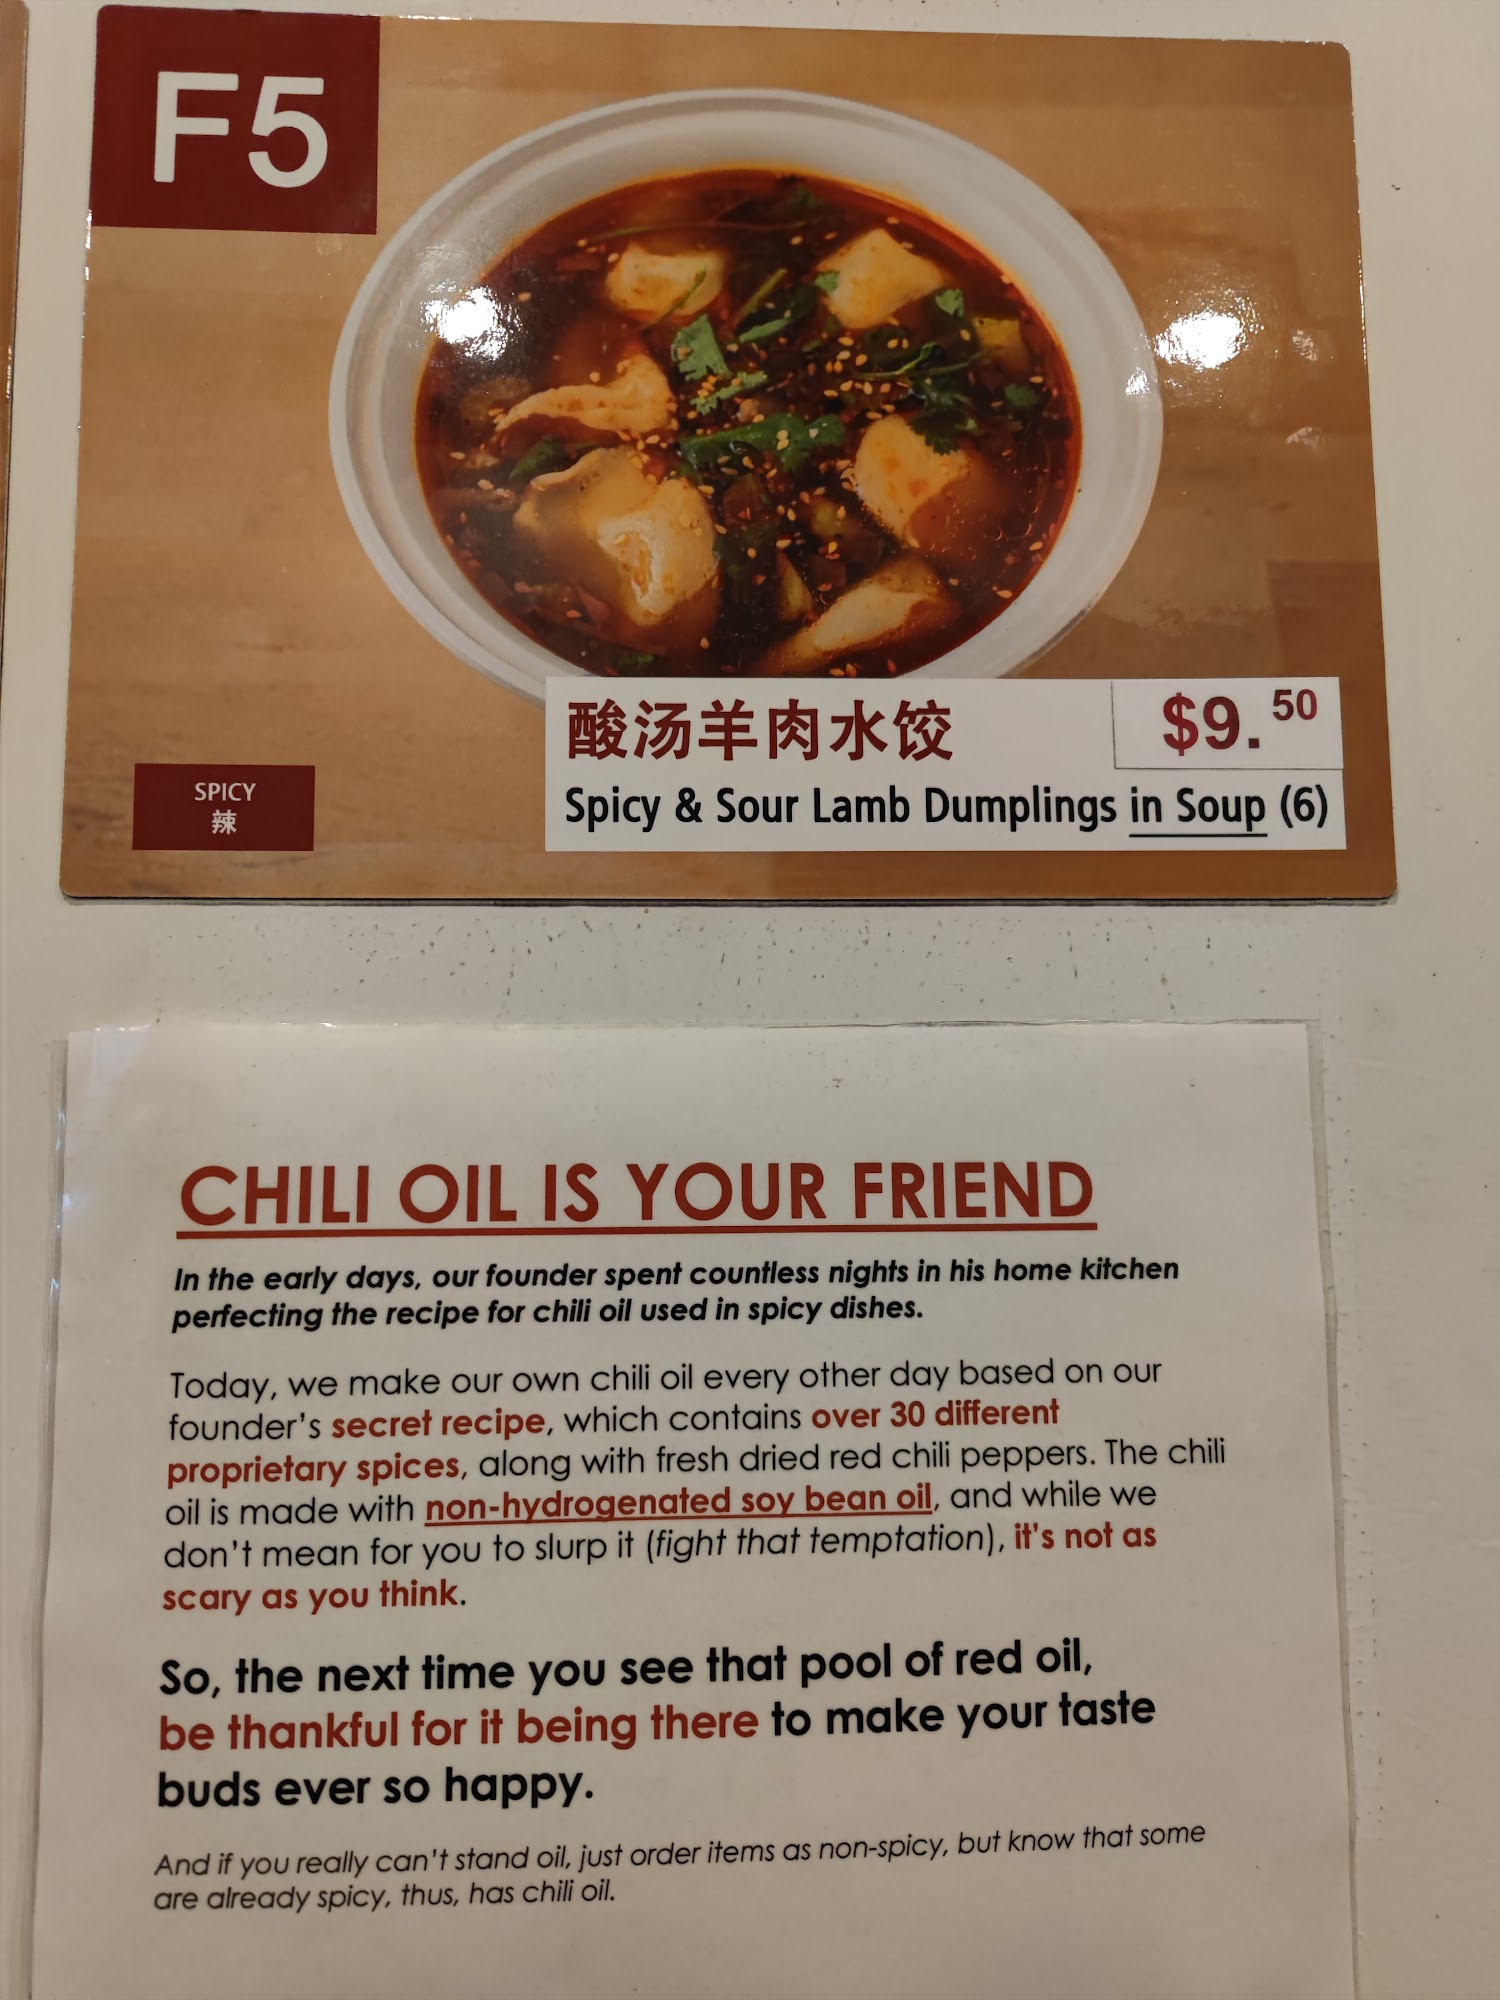 F5
酸汤羊肉水饺
$9.50
Spicy & Sour Lamb Dumplings in Soup (6)
SPICY
辣
CHILI OIL IS YOUR FRIEND
In the early days, our founder spent countless nights in his home kitchen
perfecting the recipe for chili oil used in spicy dishes.
Today, we make our own chili oil every other day based on our
founder's secret recipe, which contains over 30 different
proprietary spices, along with fresh dried red chili peppers. The chili
oil is made with non-hydrogenated soy bean oil, and while we
don't mean for you to slurp it (fight that temptation), it's not as
scary as you think.
So, the next time you see that pool of red oil,
be thankful for it being there to make your taste
buds ever so happy.
And if you really can't stand oil, just order items as non-spicy, but know that some
are already spicy, thus, has chili oil.